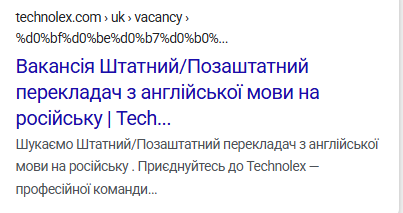 technolex.com › uk › vacancy ›
%d0%bf%d0%be%d0%b7%d0%b0%...
Вакансія Штатний/Позаштатний
перекладач з англійської мови на
російську | Tech...
Шукаємо Штатний/Позаштатний перекладач з англійської
мови на російську . Приєднуйтесь до Technolex —
професійної команди...